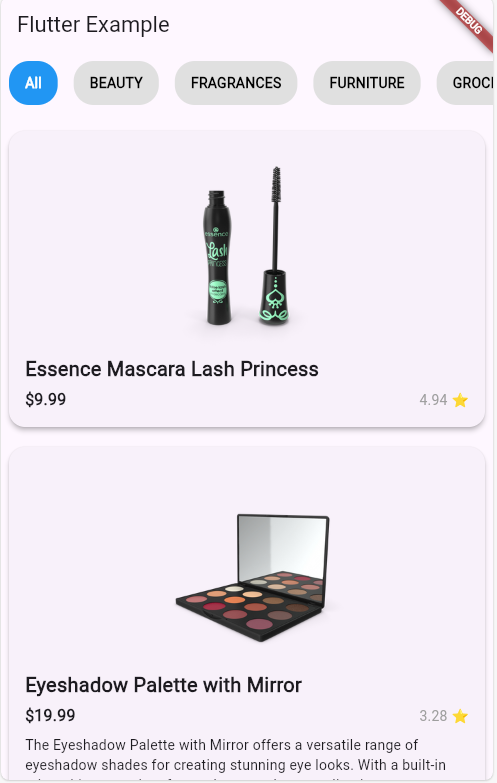 Flutter Example
DEBUG
All
BEAUTY
FRAGRANCES
FURNITURE
GROC
essence
Lash
PRINCESS
Essence Mascara Lash Princess
$9.99
4.94 ⭐
Eyeshadow Palette with Mirror
$19.99
3.28 ⭐
The Eyeshadow Palette with Mirror offers a versatile range of
eyeshadow shades for creating stunning eye looks. With a built-in